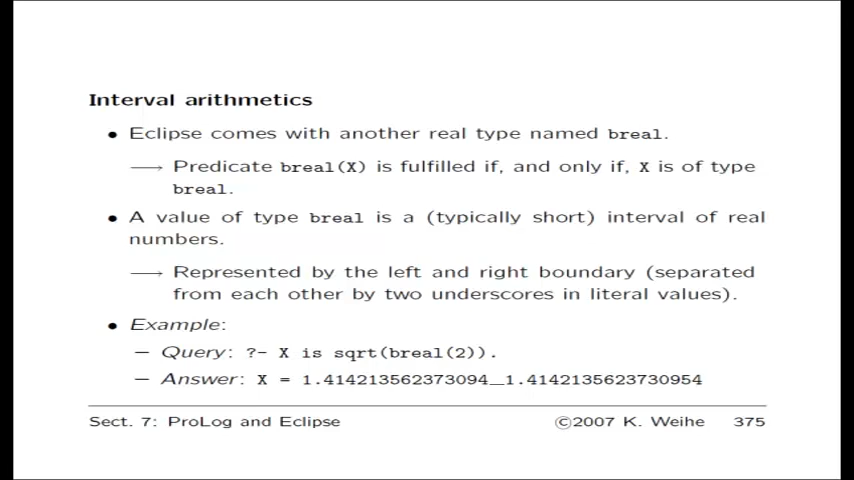 Interval arithmetics
• Eclipse comes with another real type named breal.
⟶ Predicate breal(X) is fulfilled if, and only if, X is of type
breal.
• A value of type breal is a (typically short) interval of real
numbers.
⟶ Represented by the left and right boundary (separated
from each other by two underscores in literal values).
• Example:
– Query: ?- X is sqrt(breal(2)).
– Answer: X = 1.414213562373094__1.4142135623730954
Sect. 7: ProLog and Eclipse ©2007 K. Weihe 375